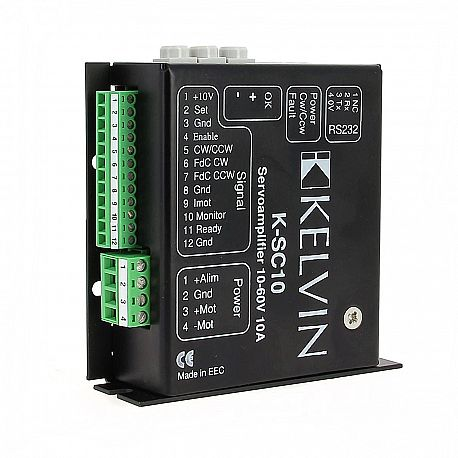 OK
+
-
Power
Cw/Ccw
Fault
1 NC
2 Rx
3 Tx
4 0V
RS232
1 +10V
2 Set
3 Gnd
4 Enable
5 CW/CCW
6 FdC CW
7 FdC CCW
8 Gnd
9 Imot
10 Monitor
11 Ready
12 Gnd
Signal
1 +Alim
2 Gnd
3 +Mot
4 -Mot
Power
K-SC10
Servoamplifier 10-60V 10A
KELVIN
CE
Made in EEC
1
2
3
4
5
6
7
8
9
10
11
12
1
2
3
4